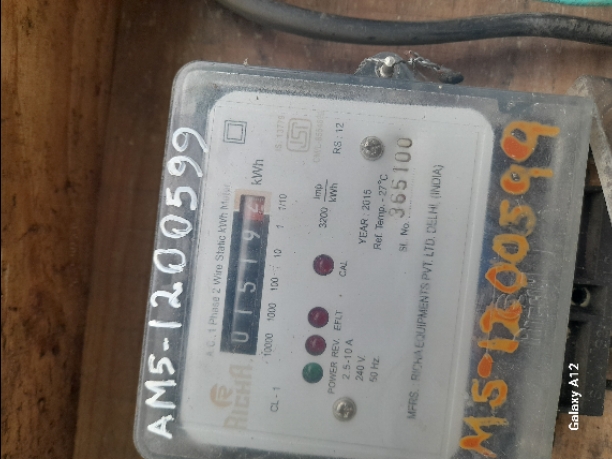 AM5-1200599
RICHA
A.C. 1 Phase 2 Wire Static kWh Meter
01519
kWh
10000 1000 100 10 1 1/10
CL - 1
3200 Imp/kWh
RS : 12
POWER REV. EFLT CAL
2.5-10 A
240 V.
50 Hz.
YEAR : 2015
Ref. Temp. - 27°C
Sl. No. 365100
MFRS. : RICHA EQUIPMENTS PVT. LTD. DELHI, (INDIA)
M5-1200599
Galaxy A12